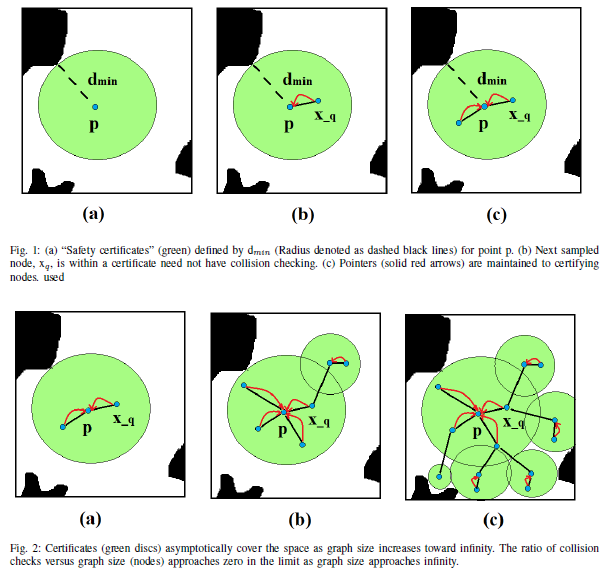 dmin
p
(a)
dmin
p
x_q
(b)
dmin
p
x_q
(c)
Fig. 1: (a) “Safety certificates” (green) defined by dmin (Radius denoted as dashed black lines) for point p. (b) Next sampled
node, xq, is within a certificate need not have collision checking. (c) Pointers (solid red arrows) are maintained to certifying
nodes. used
p
x_q
(a)
p
x_q
(b)
p
x_q
(c)
Fig. 2: Certificates (green discs) asymptotically cover the space as graph size increases toward infinity. The ratio of collision
checks versus graph size (nodes) approaches zero in the limit as graph size approaches infinity.